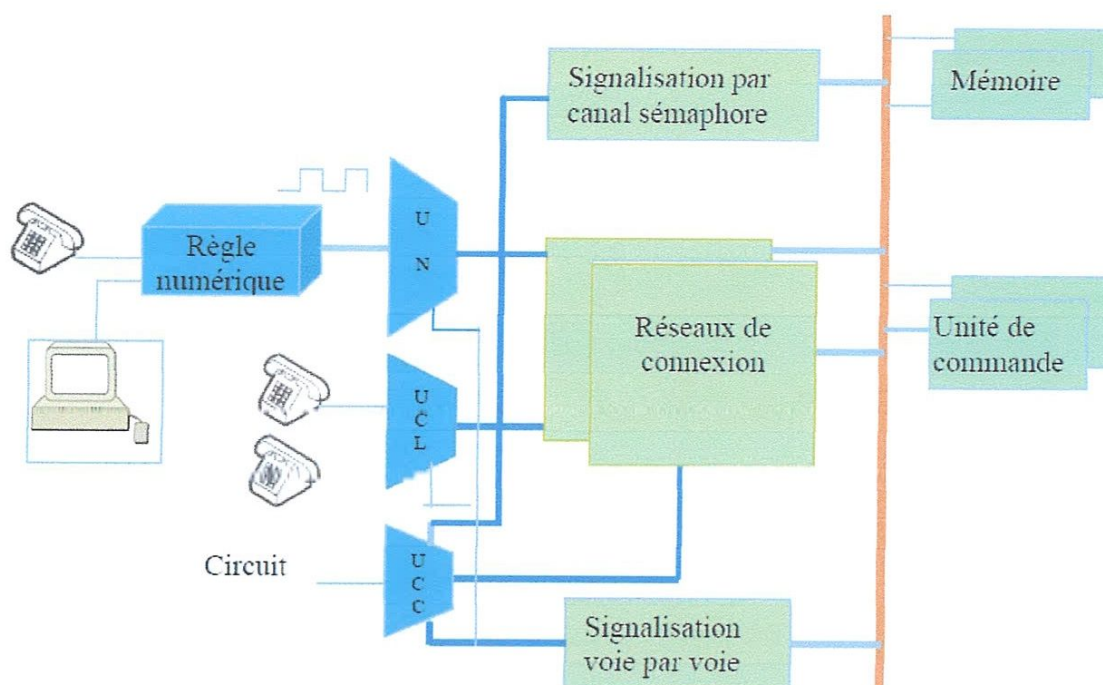 Signalisation par
canal sémaphore
Mémoire
Règle
numérique
U
N
Réseaux de
connexion
Unité de
commande
U
C
L
Circuit
U
C
C
Signalisation
voie par voie